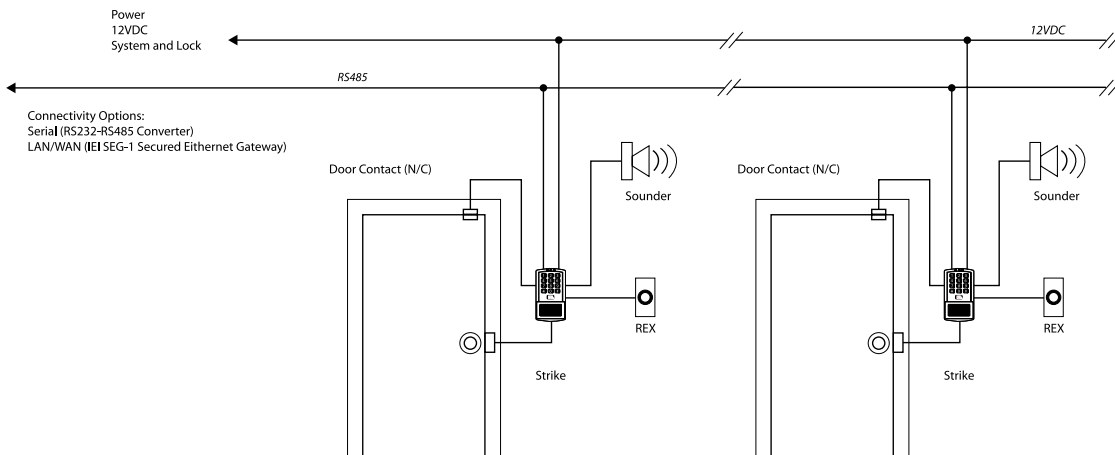 Power
12VDC
System and Lock
12VDC
RS485
Connectivity Options:
Serial (RS232-RS485 Converter)
LAN/WAN (IEI SEG-1 Secured Eithernet Gateway)
Door Contact (N/C)
Sounder
Door Contact (N/C)
Sounder
REX
REX
Strike
Strike